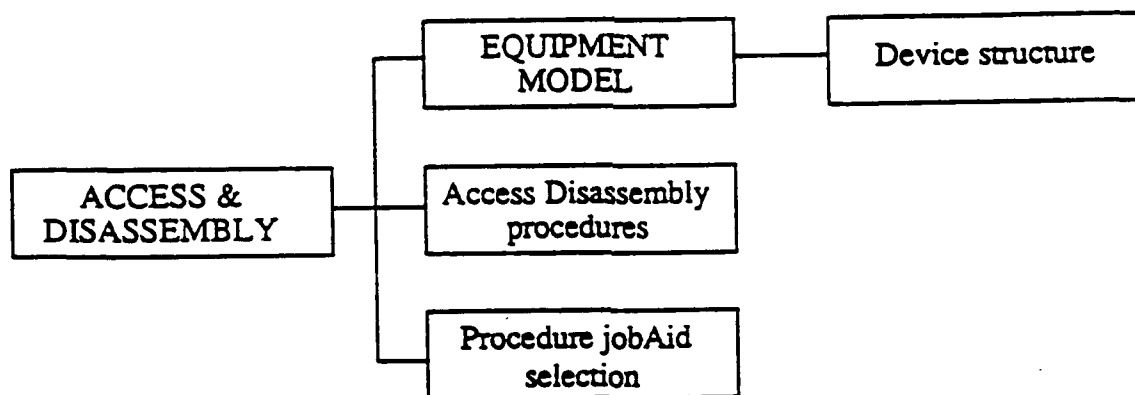 EQUIPMENT
MODEL
Device structure
ACCESS &
DISASSEMBLY
Access Disassembly
procedures
Procedure jobAid
selection